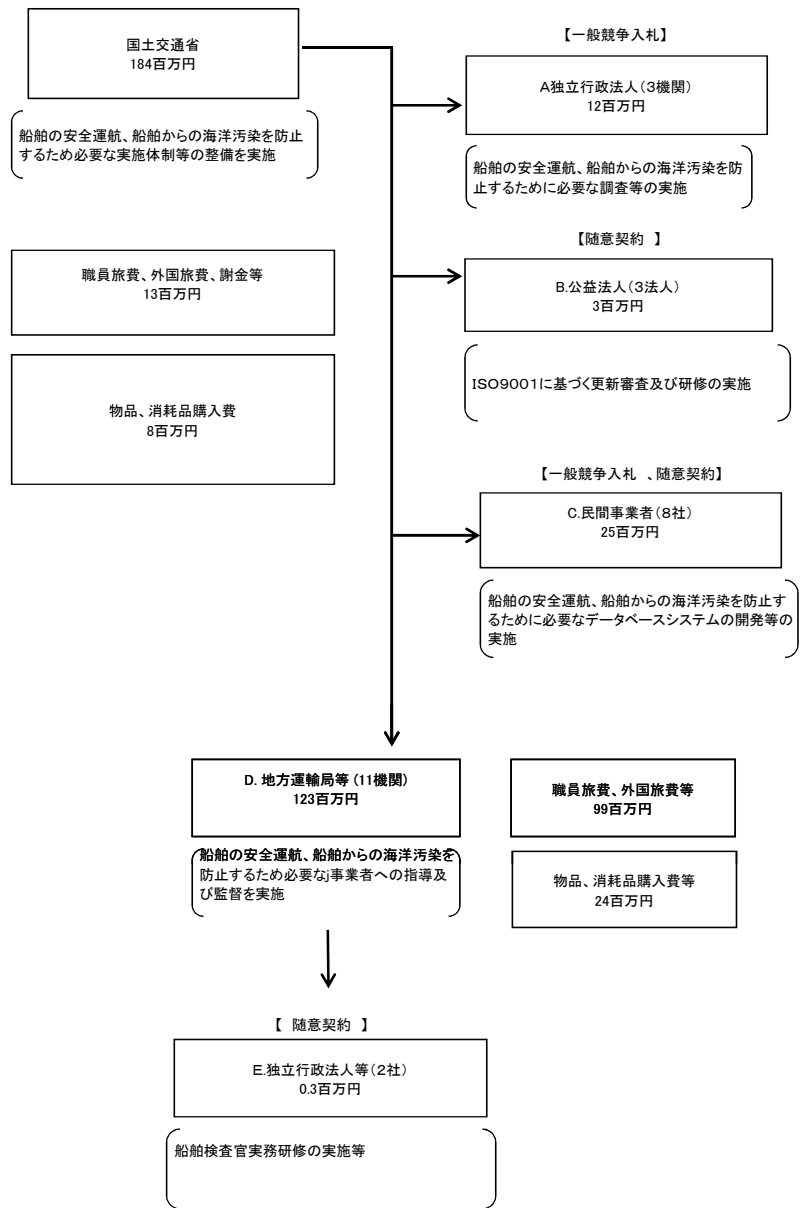 国土交通省
184百万円
船舶の安全運航、船舶からの海洋汚染を防止
するため必要な実施体制等の整備を実施
職員旅費、外国旅費、謝金等
13百万円
物品、消耗品購入費
8百万円
【一般競争入札】
A独立行政法人(3機関)
12百万円
船舶の安全運航、船舶からの海洋汚染を防
止するために必要な調査等の実施
【随意契約 】
B.公益法人(3法人)
3百万円
ISO9001に基づく更新審査及び研修の実施
【一般競争入札 、随意契約】
C.民間事業者(8社)
25百万円
船舶の安全運航、船舶からの海洋汚染を防止す
るために必要なデータベースシステムの開発等の
実施
D. 地方運輸局等 (11機関)
123百万円
船舶の安全運航、船舶からの海洋汚染を
防止するため必要なj事業者への指導及
び監督を実施
職員旅費、外国旅費等
99百万円
物品、消耗品購入費等
24百万円
【 随意契約 】
E.独立行政法人等(2社)
0.3百万円
船舶検査官実務研修の実施等